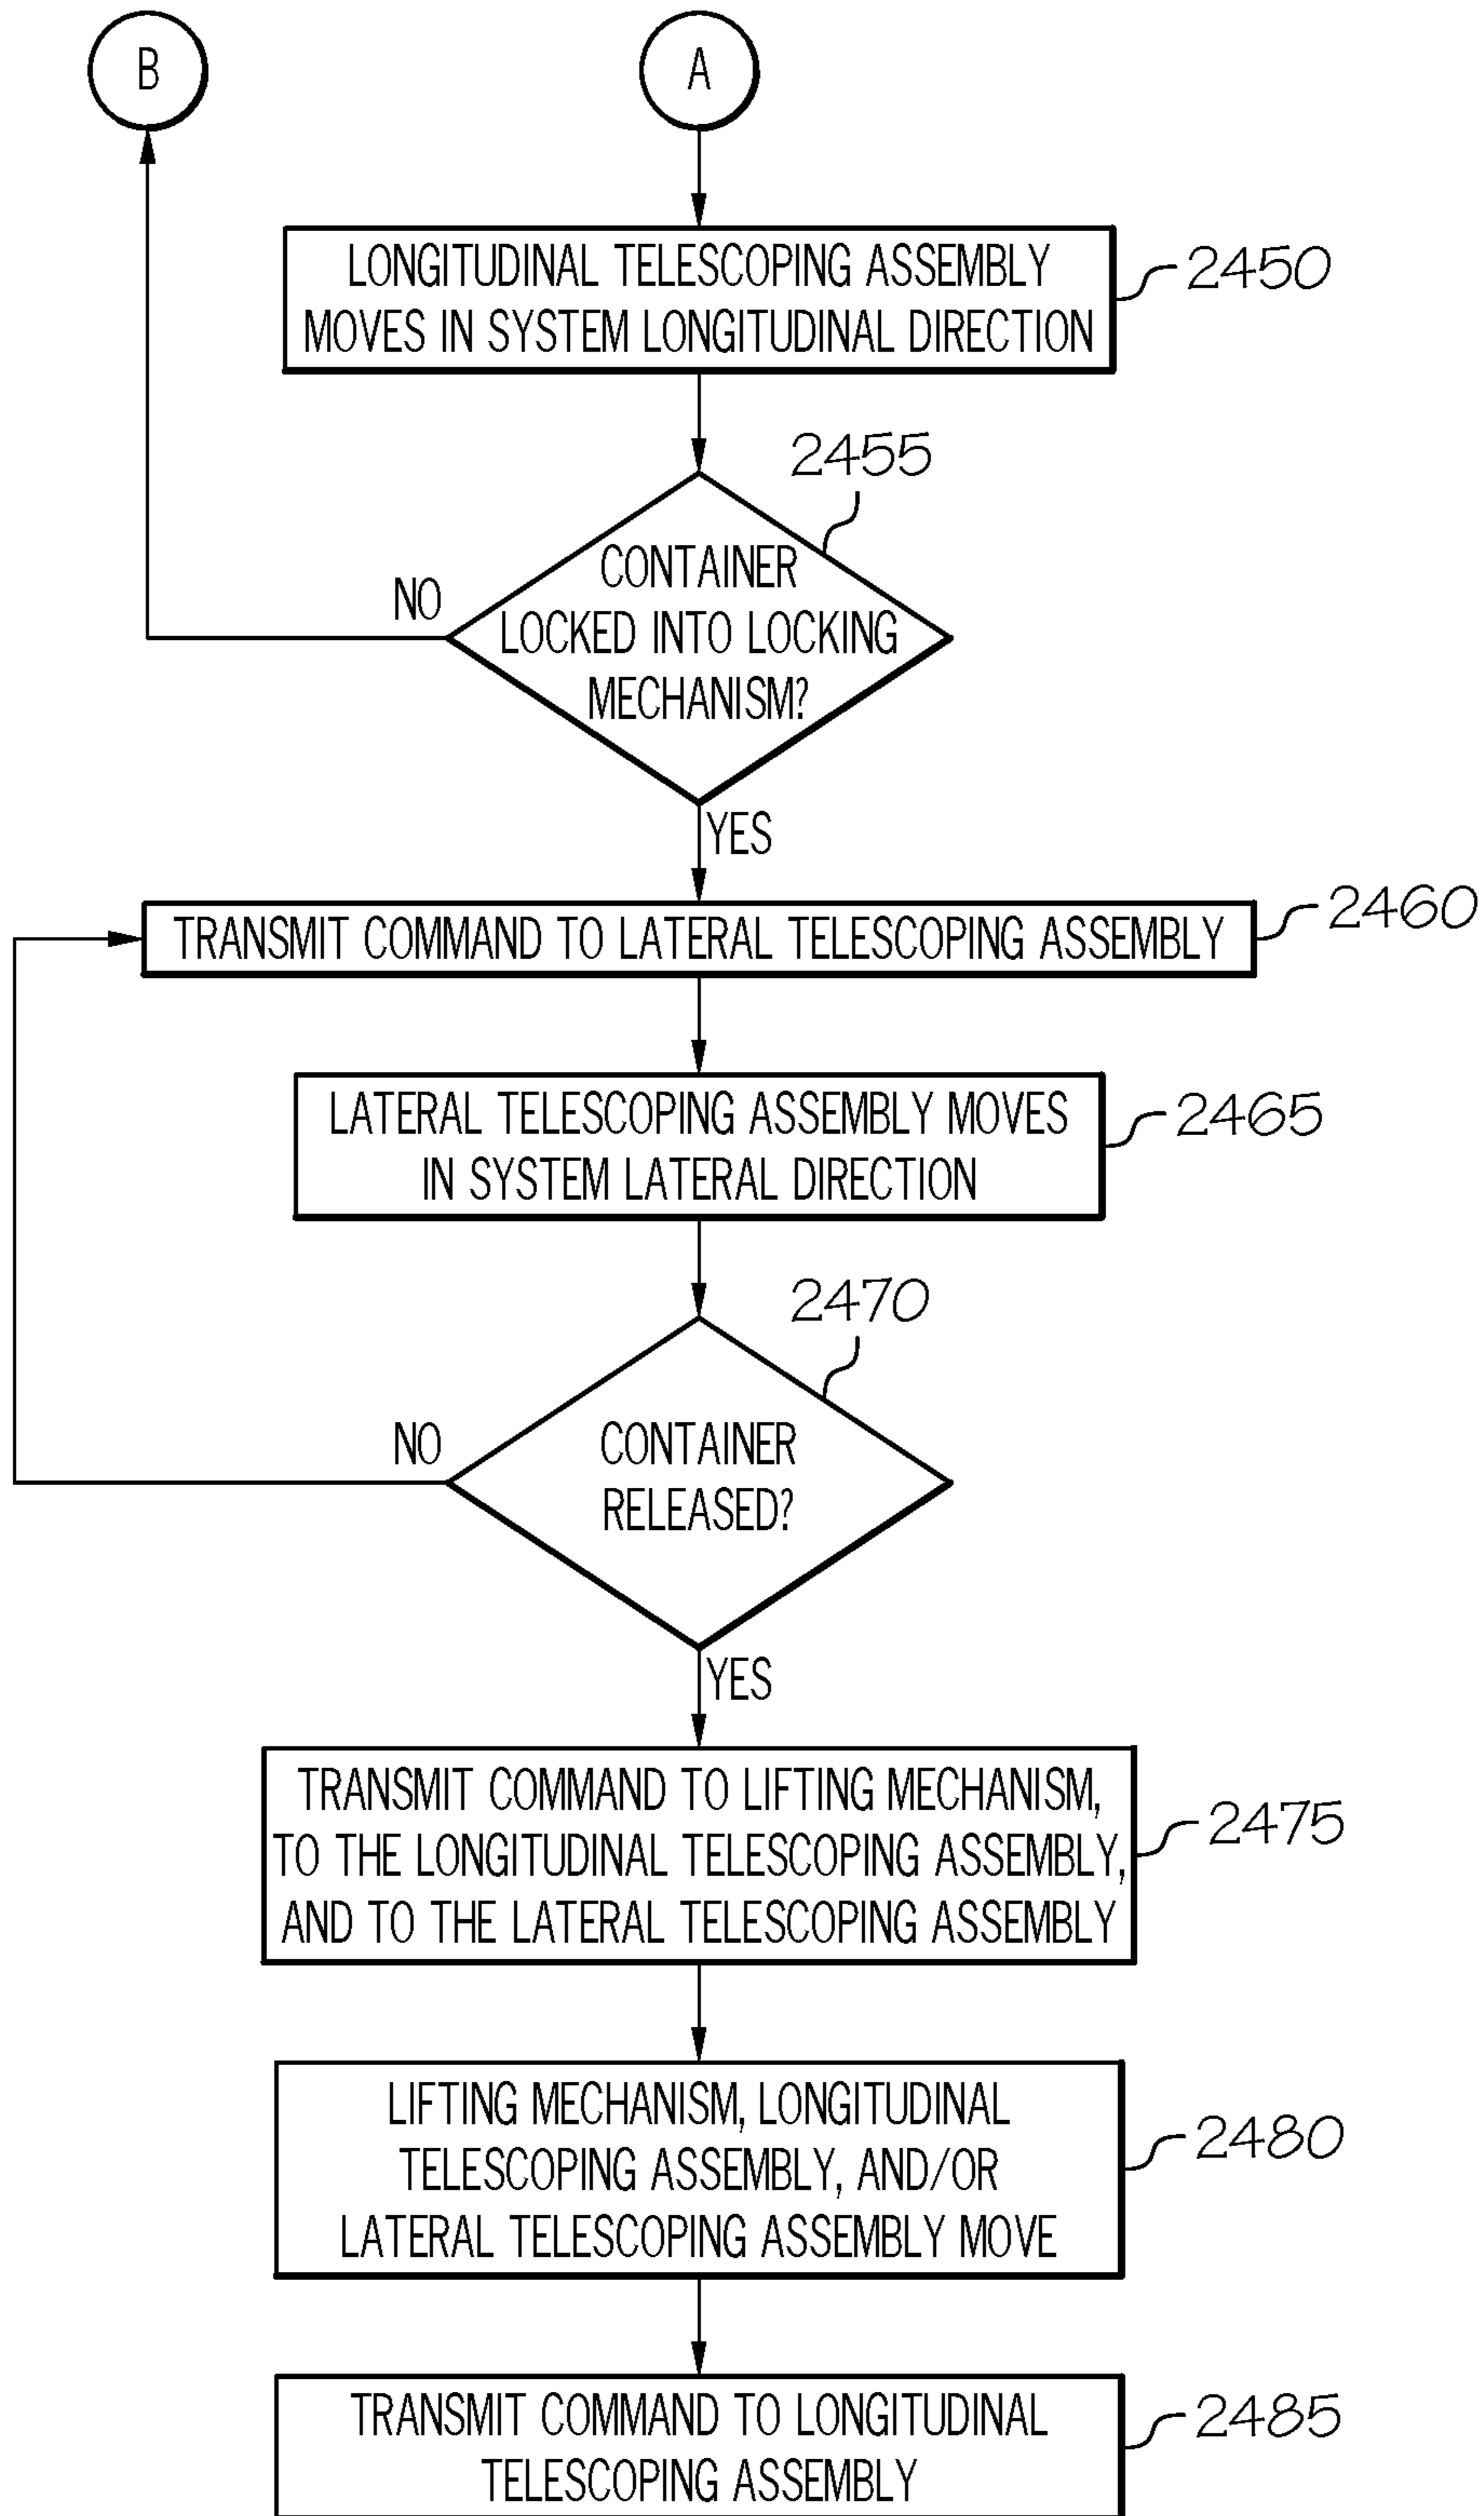 B
A
LONGITUDINAL TELESCOPING ASSEMBLY
MOVES IN SYSTEM LONGITUDINAL DIRECTION
2450
2455
CONTAINER
LOCKED INTO LOCKING
MECHANISM?
NO
YES
TRANSMIT COMMAND TO LATERAL TELESCOPING ASSEMBLY
2460
LATERAL TELESCOPING ASSEMBLY MOVES
IN SYSTEM LATERAL DIRECTION
2465
2470
CONTAINER
RELEASED?
NO
YES
TRANSMIT COMMAND TO LIFTING MECHANISM,
TO THE LONGITUDINAL TELESCOPING ASSEMBLY,
AND TO THE LATERAL TELESCOPING ASSEMBLY
2475
LIFTING MECHANISM, LONGITUDINAL
TELESCOPING ASSEMBLY, AND/OR
LATERAL TELESCOPING ASSEMBLY MOVE
2480
TRANSMIT COMMAND TO LONGITUDINAL
TELESCOPING ASSEMBLY
2485